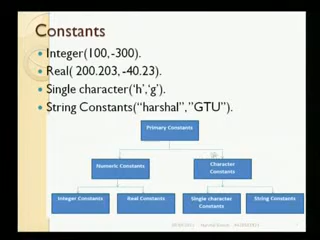 Constants
Integer(100,-300).
Real( 200.203, -40.23).
Single character('h','g').
String Constants("harshal","GTU").
Primary Constants
Numeric Constants
Character
Constants
Integer Constants
Real Constants
Single character
Constants
String Constants